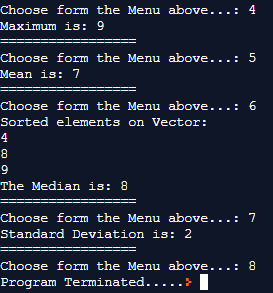 Choose form the Menu above...: 4
Maximum is: 9
=================
Choose form the Menu above...: 5
Mean is: 7
=================
Choose form the Menu above...: 6
Sorted elements on Vector:
4
8
9
The Median is: 8
=================
Choose form the Menu above...: 7
Standard Deviation is: 2
=================
Choose form the Menu above...: 8
Program Terminated.....